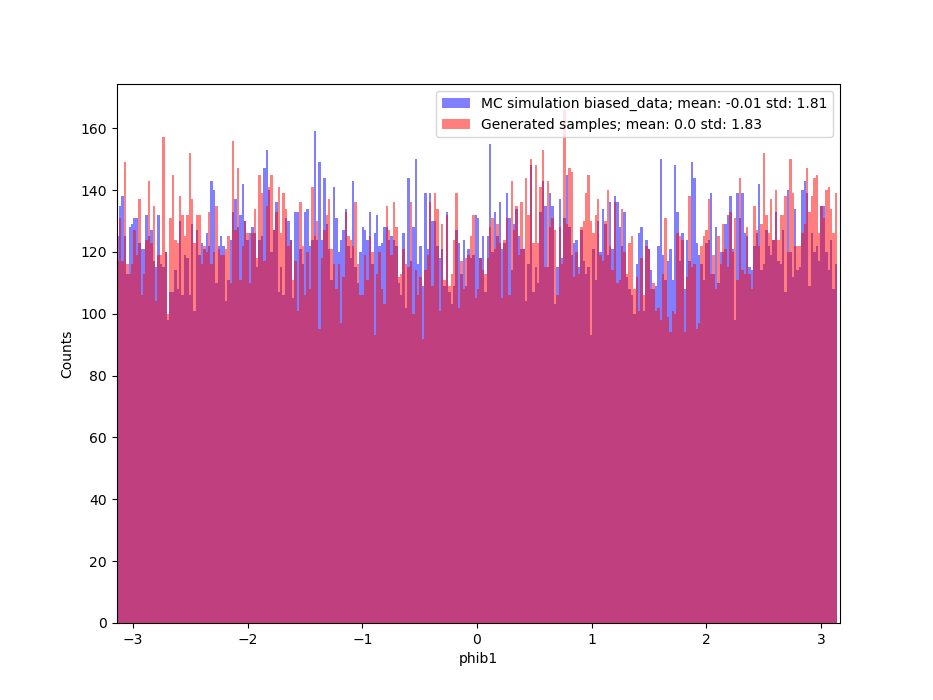 MC simulation biased_data; mean: -0.01 std: 1.81
Generated samples; mean: 0.0 std: 1.83
160
140
120
100
80
60
40
20
0
Counts
−3 −2 −1 0 1 2 3
phib1